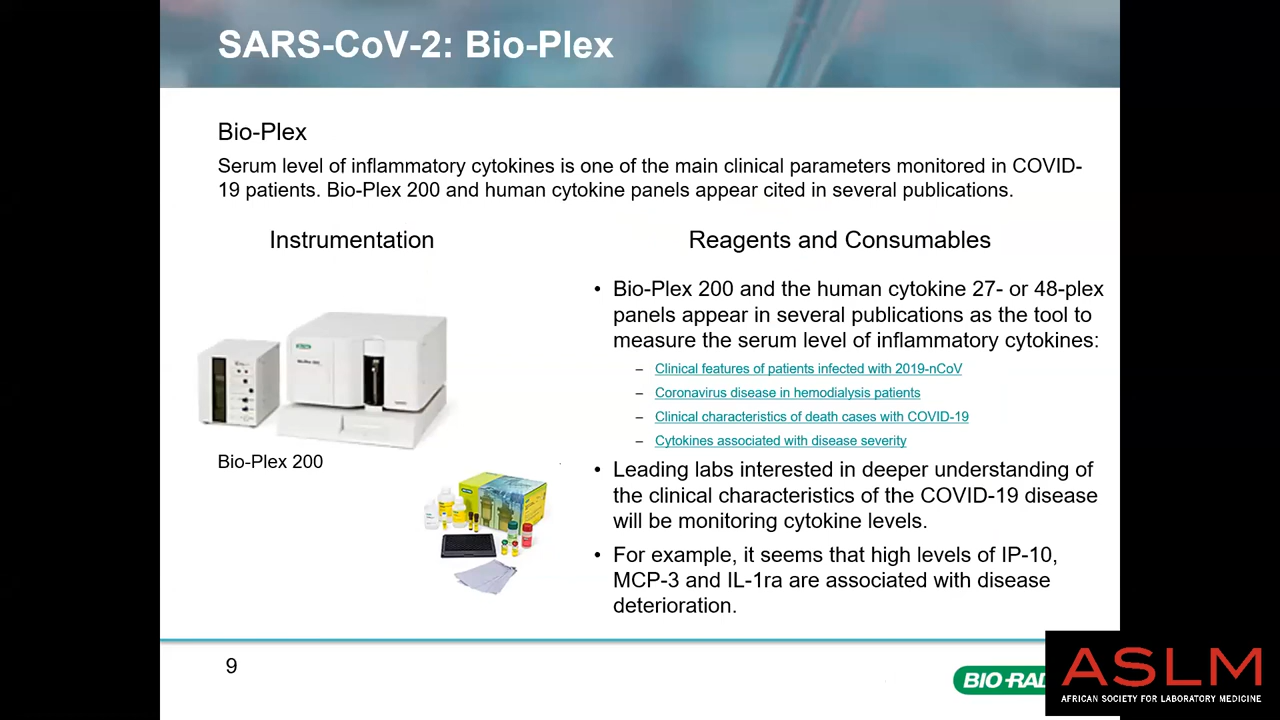 SARS-CoV-2: Bio-Plex
Bio-Plex
Serum level of inflammatory cytokines is one of the main clinical parameters monitored in COVID-
19 patients. Bio-Plex 200 and human cytokine panels appear cited in several publications.
Instrumentation
Reagents and Consumables
• Bio-Plex 200 and the human cytokine 27- or 48-plex
panels appear in several publications as the tool to
measure the serum level of inflammatory cytokines:
– Clinical features of patients infected with 2019-nCoV
– Coronavirus disease in hemodialysis patients
– Clinical characteristics of death cases with COVID-19
– Cytokines associated with disease severity
Bio-Plex 200
• Leading labs interested in deeper understanding of
the clinical characteristics of the COVID-19 disease
will be monitoring cytokine levels.
• For example, it seems that high levels of IP-10,
MCP-3 and IL-1ra are associated with disease
deterioration.
9
BIO-RAD
ASLM
AFRICAN SOCIETY FOR LABORATORY MEDICINE